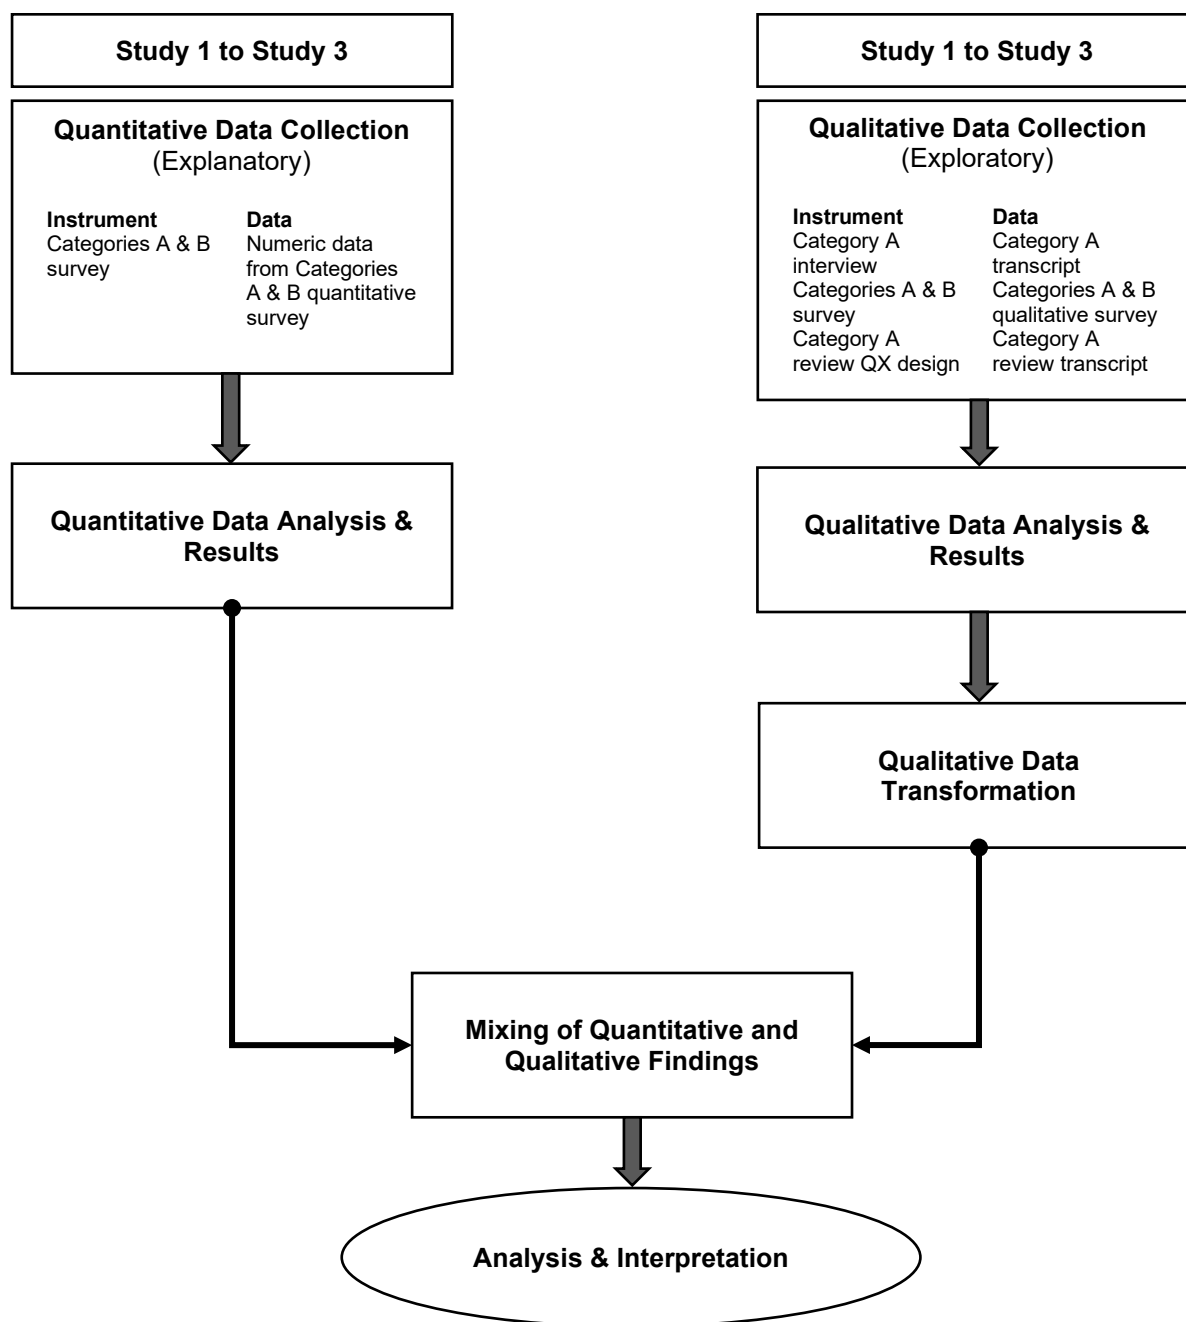 Study 1 to Study 3
Quantitative Data Collection
(Explanatory)
Instrument
Categories A & B
survey
Data
Numeric data
from Categories
A & B quantitative
survey
Quantitative Data Analysis &
Results
Study 1 to Study 3
Qualitative Data Collection
(Exploratory)
Instrument
Category A
interview
Categories A & B
survey
Category A
review QX design
Data
Category A
transcript
Categories A & B
qualitative survey
Category A
review transcript
Qualitative Data Analysis &
Results
Qualitative Data
Transformation
Mixing of Quantitative and
Qualitative Findings
Analysis & Interpretation